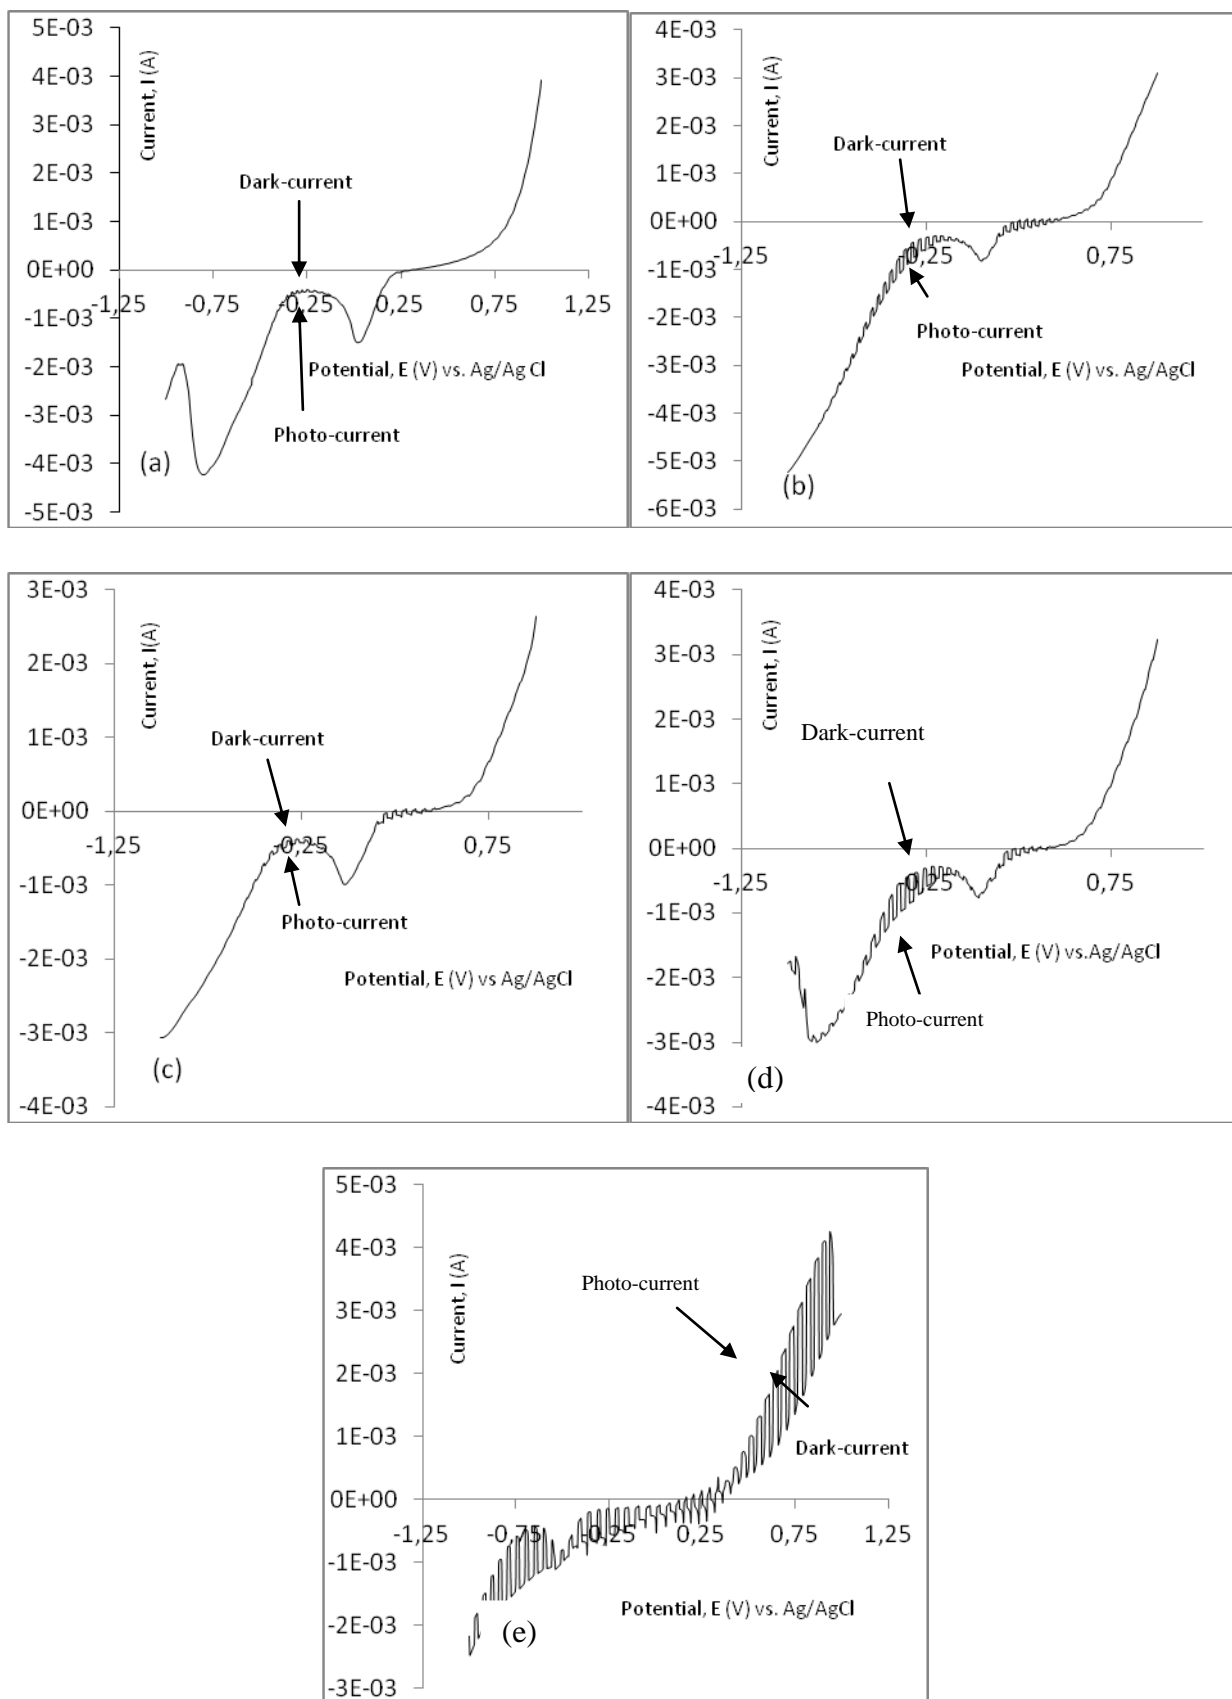 5E-03
4E-03
3E-03
2E-03
1E-03
0E+00
-1E-03
-2E-03
-3E-03
-4E-03
-5E-03
Current, I (A)
Dark-current
-1,25 -0,75 -0,25 0,25 0,75 1,25
Potential, E (V) vs. Ag/Ag Cl
Photo-current
(a)
4E-03
3E-03
2E-03
1E-03
0E+00
-1E-03
-2E-03
-3E-03
-4E-03
-5E-03
-6E-03
Current, I (A)
Dark-current
-1,25 -0,25 0,75
Photo-current
Potential, E (V) vs. Ag/AgCl
(b)
3E-03
2E-03
1E-03
0E+00
-1E-03
-2E-03
-3E-03
-4E-03
Current, I(A)
Dark-current
-1,25 -0,25 0,75
Photo-current
Potential, E (V) vs Ag/AgCl
(c)
4E-03
3E-03
2E-03
1E-03
0E+00
-1E-03
-2E-03
-3E-03
-4E-03
Current, I (A)
Dark-current
-1,25 -0,25 0,75
Potential, E (V) vs.Ag/AgCl
Photo-current
(d)
5E-03
4E-03
3E-03
2E-03
1E-03
0E+00
-1E-03
-2E-03
-3E-03
Current, I (A)
Photo-current
Dark-current
-1,25 -0,75 -0,25 0,25 0,75 1,25
Potential, E (V) vs. Ag/AgCl
(e)